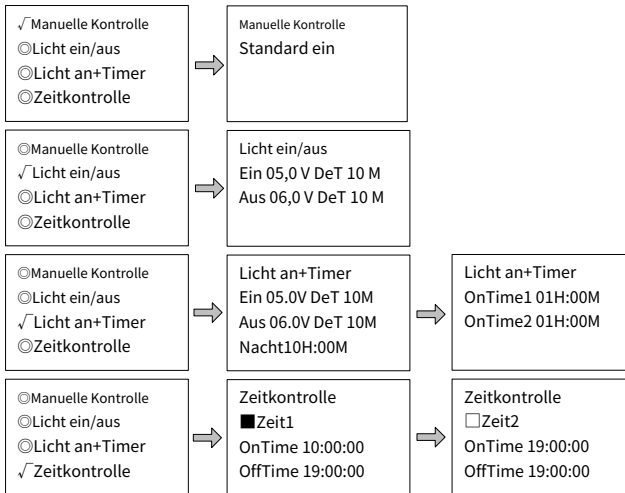 √Manuelle Kontrolle
◎Licht ein/aus
◎Licht an+Timer
◎Zeitkontrolle
Manuelle Kontrolle
Standard ein
◎Manuelle Kontrolle
√Licht ein/aus
◎Licht an+Timer
◎Zeitkontrolle
Licht ein/aus
Ein 05,0 V DeT 10 M
Aus 06,0 V DeT 10 M
◎Manuelle Kontrolle
◎Licht ein/aus
√Licht an+Timer
◎Zeitkontrolle
Licht an+Timer
Ein 05.0V DeT 10M
Aus 06.0V DeT 10M
Nacht10H:00M
Licht an+Timer
OnTime1 01H:00M
OnTime2 01H:00M
◎Manuelle Kontrolle
◎Licht ein/aus
◎Licht an+Timer
√Zeitkontrolle
Zeitkontrolle
■Zeit1
OnTime 10:00:00
OffTime 19:00:00
Zeitkontrolle
□Zeit2
OnTime 19:00:00
OffTime 19:00:00